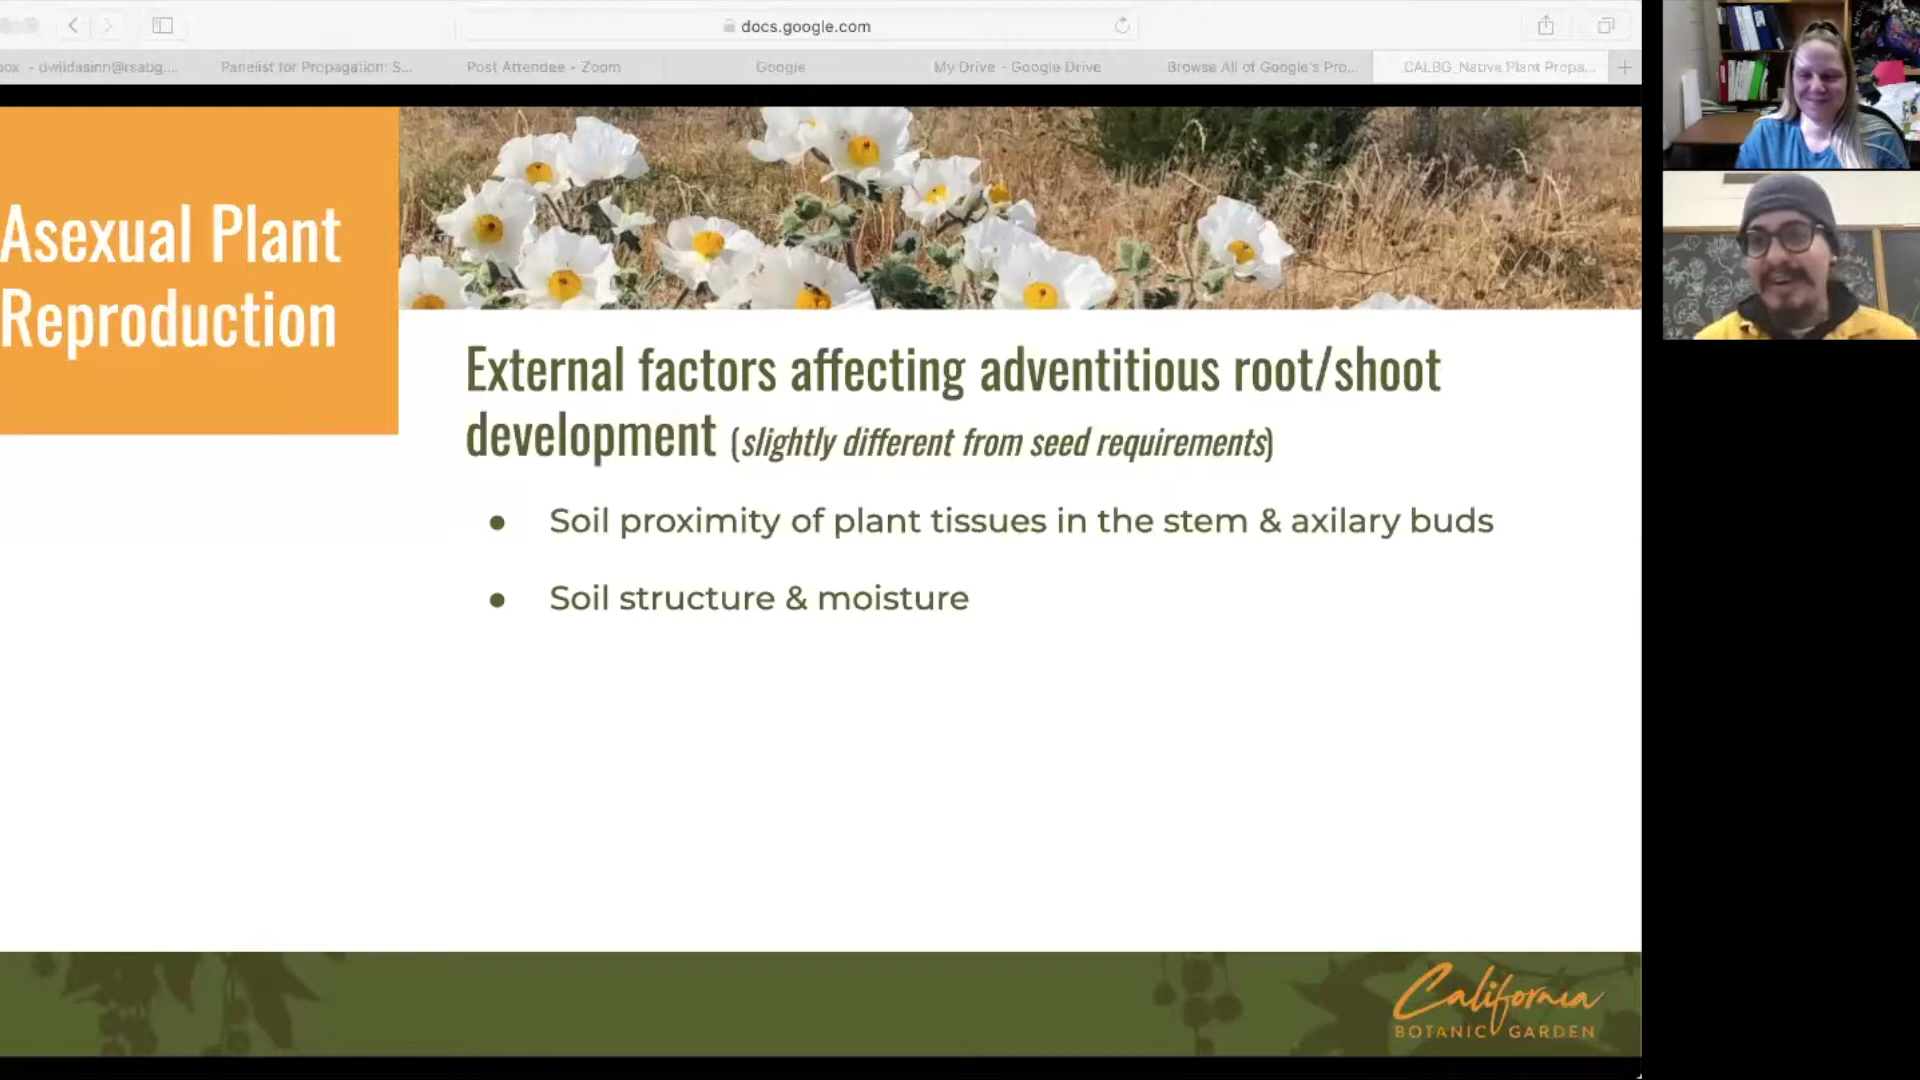 docs.google.com
box - dwildasinn@rsabg.... Panelist for Propagation: S... Post Attendee - Zoom Google My Drive - Google Drive Browse All of Google's Pro... CALBG_Native Plant Propa...
Asexual Plant
Reproduction
External factors affecting adventitious root/shoot
development (slightly different from seed requirements)
● Soil proximity of plant tissues in the stem & axilary buds
● Soil structure & moisture
California
BOTANIC GARDEN